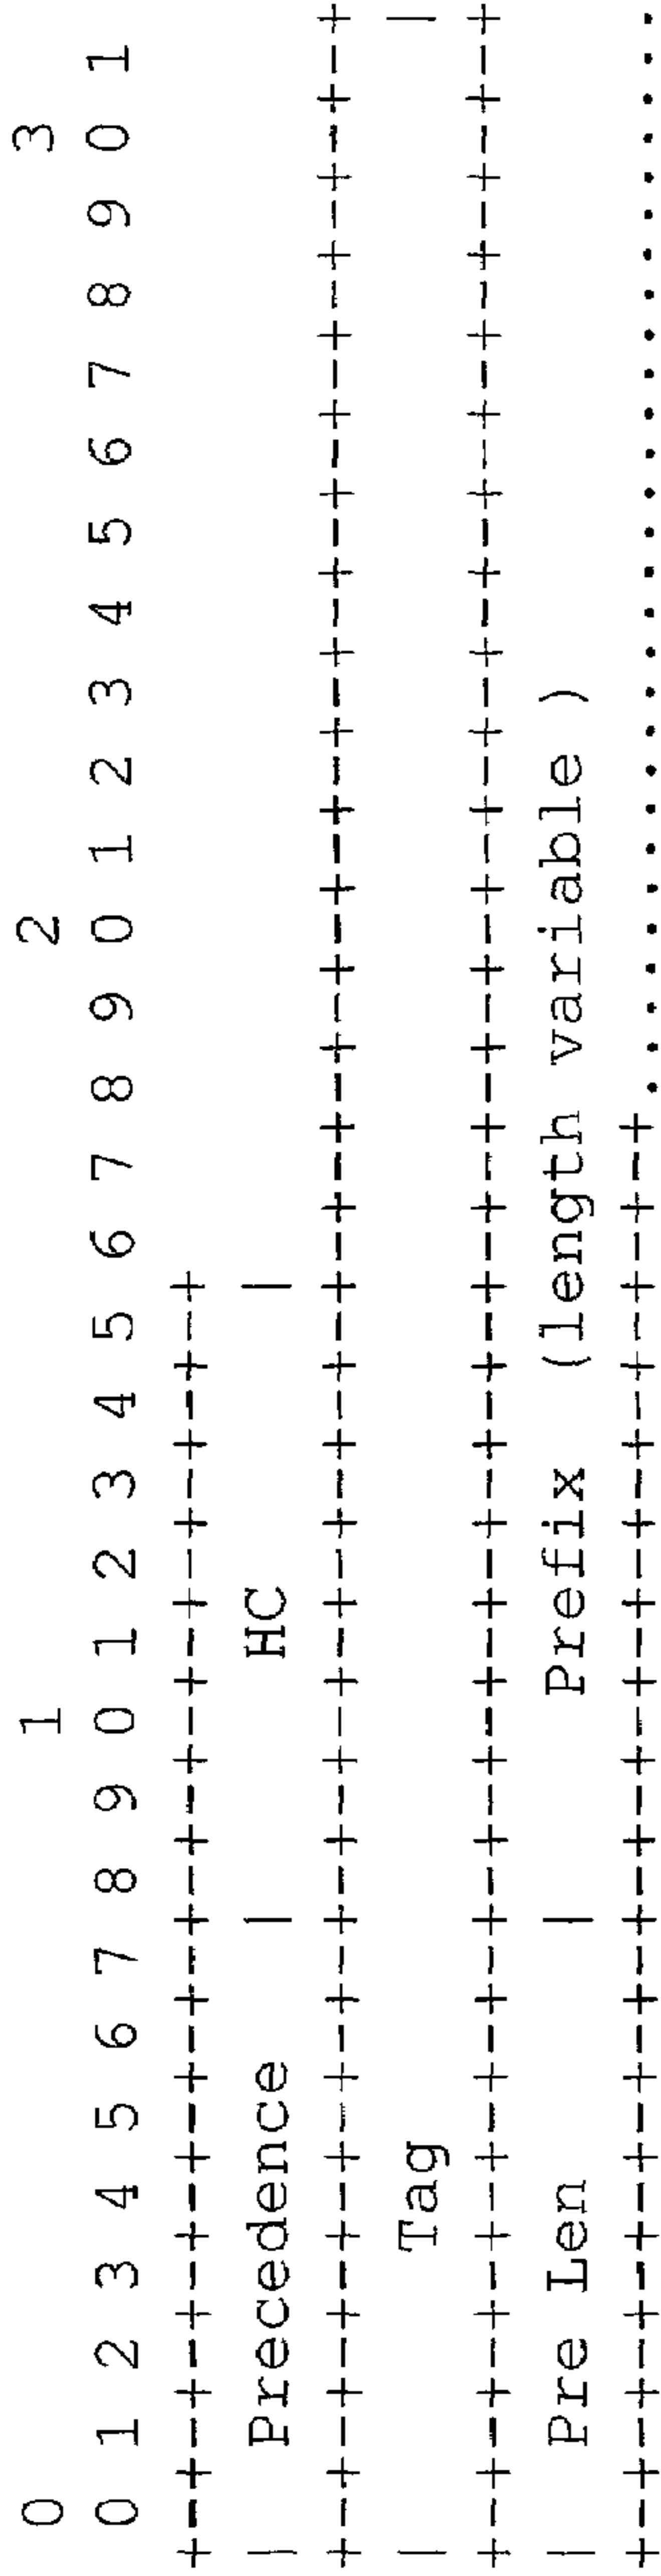 0                   1                   2                   3
0 1 2 3 4 5 6 7 8 9 0 1 2 3 4 5 6 7 8 9 0 1 2 3 4 5 6 7 8 9 0 1
+-+-+-+-+-+-+-+-+-+-+-+-+-+-+-+-+
|  Precedence   |      HC       |
+-+-+-+-+-+-+-+-+-+-+-+-+-+-+-+-+-+-+-+-+-+-+-+-+-+-+-+-+-+-+-+-+
|       Tag                                                     |
+-+-+-+-+-+-+-+-+-+-+-+-+-+-+-+-+-+-+-+-+-+-+-+-+-+-+-+-+-+-+-+-+
|  Pre Len      |     Prefix  (length variable )
+-+-+-+-+-+-+-+-+-+-+-+-+-+-+-+-+-+-+............................